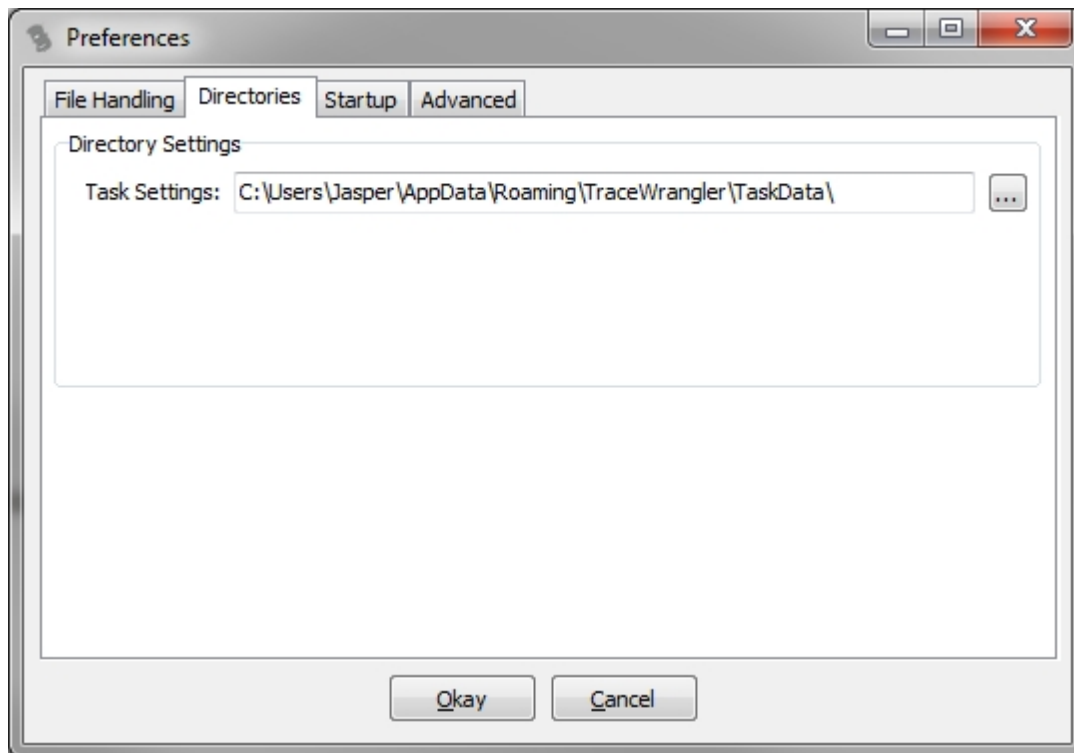 Preferences
File Handling Directories Startup Advanced
Directory Settings
Task Settings: C:\Users\Jasper\AppData\Roaming\TraceWrangler\TaskData\ ...
Okay Cancel